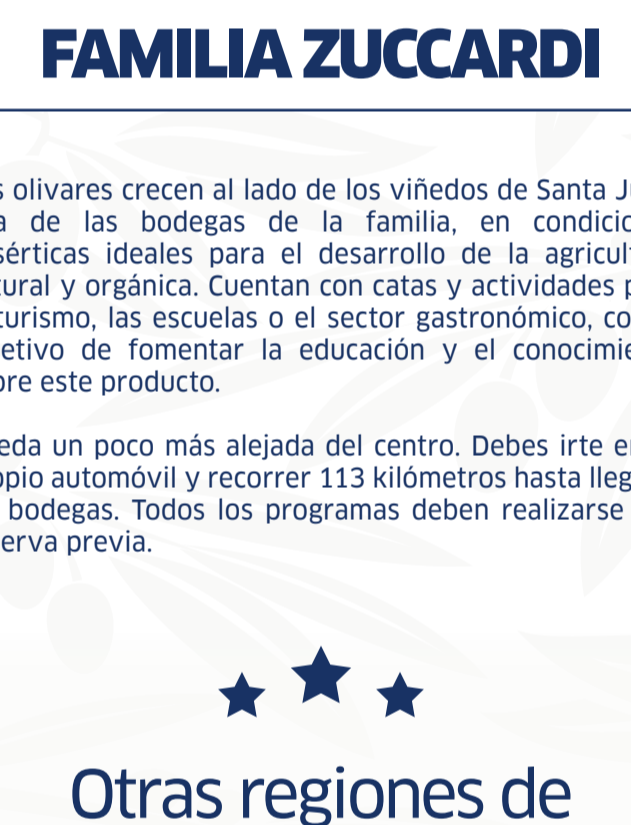 FAMILIA ZUCCARDI
s olivares crecen al lado de los viñedos de Santa J
a de las bodegas de la familia, en condicio
sérticas ideales para el desarrollo de la agricul
ural y orgánica. Cuentan con catas y actividades p
turismo, las escuelas o el sector gastronómico, co
etivo de fomentar la educación y el conocimie
bre este producto.
eda un poco más alejada del centro. Debes irte e
opio automóvil y recorrer 113 kilómetros hasta lleg
bodegas. Todos los programas deben realizarse
erva previa.
Otras regiones de